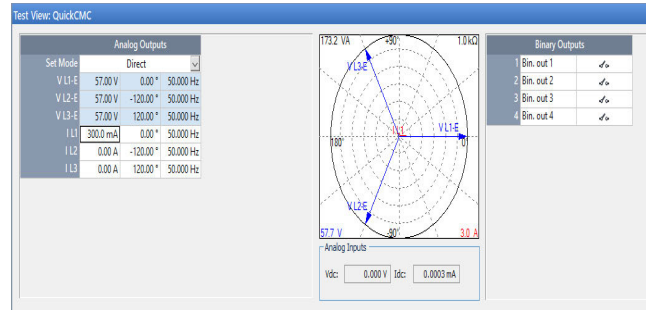 Test View: QuickCMC
Analog Outputs
Set Mode Direct
V L1-E 57.00 V 0.00 ° 50.000 Hz
V L2-E 57.00 V -120.00 ° 50.000 Hz
V L3-E 57.00 V 120.00 ° 50.000 Hz
I L1 300.0 mA 0.00 ° 50.000 Hz
I L2 0.00 A -120.00 ° 50.000 Hz
I L3 0.00 A 120.00 ° 50.000 Hz
173.2 VA +90° 1.0kΩ
V L3-E
V L1-E
180° 0°
V L2-E
57.7 V -90° 3.0 A
Analog Inputs
Vdc: 0.000 V Idc: 0.0003 mA
Binary Outputs
1 Bin. out 1
2 Bin. out 2
3 Bin. out 3
4 Bin. out 4